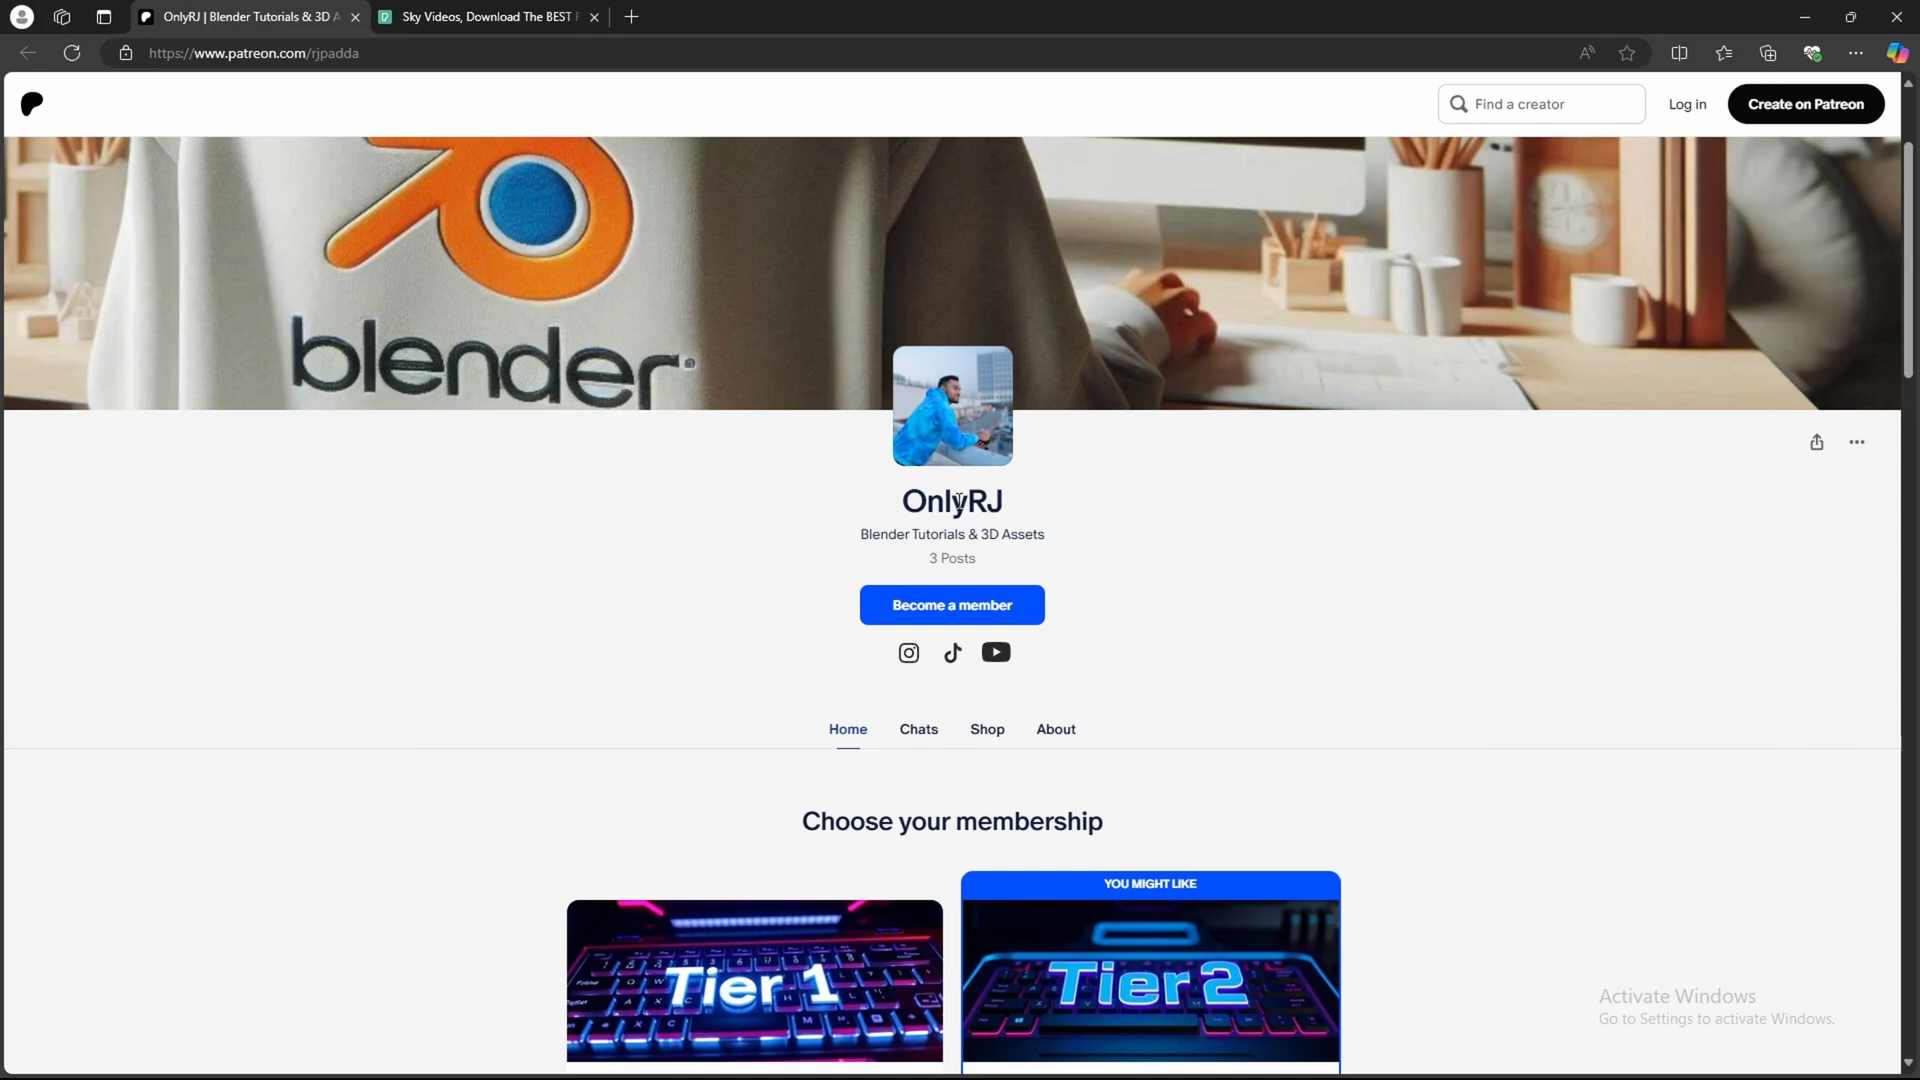 OnlyRJ | Blender Tutorials & 3D A
Sky Videos, Download The BEST F
https://www.patreon.com/rjpadda
Find a creator
Log in
Create on Patreon
blender
OnlyRJ
Blender Tutorials & 3D Assets
3 Posts
Become a member
Home
Chats
Shop
About
Choose your membership
YOU MIGHT LIKE
Tier 1
Tier 2
Activate Windows
Go to Settings to activate Windows.